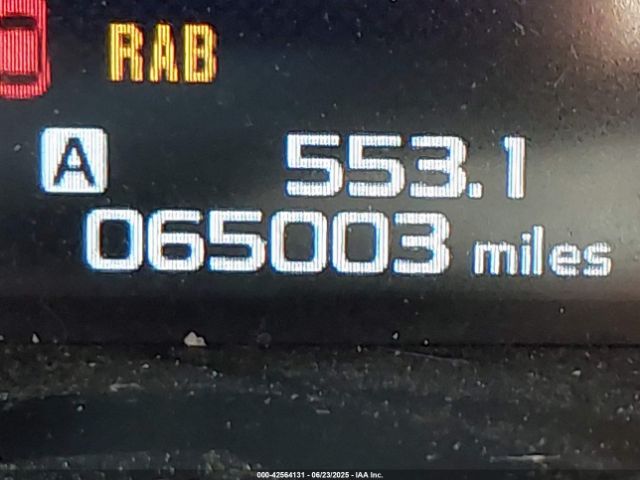 RAB
A 553.1
065003 miles
000-42564131 - 06/23/2025 - IAA Inc.